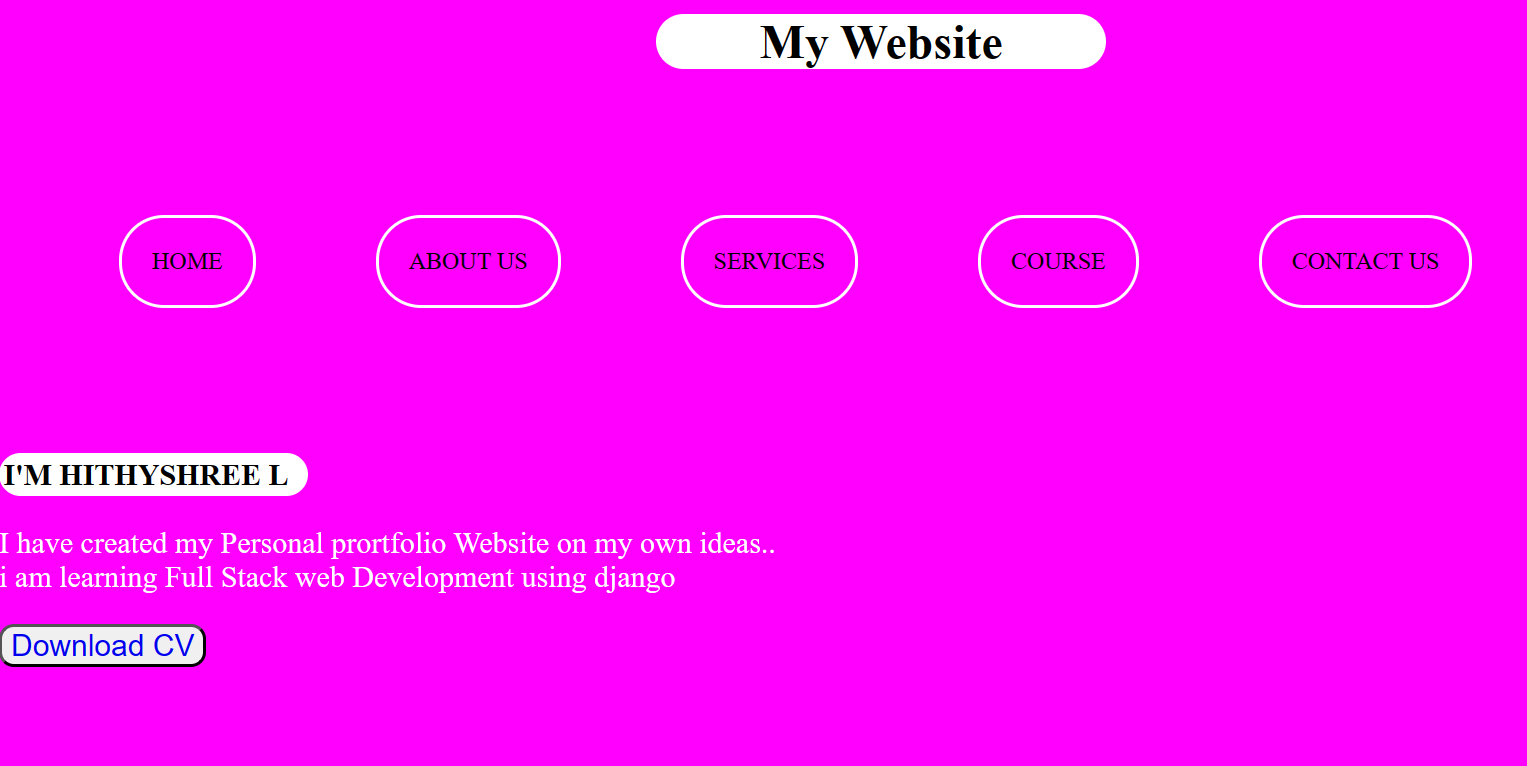 My Website
HOME ABOUT US SERVICES COURSE CONTACT US
I'M HITHYSHREE L
I have created my Personal prortfolio Website on my own ideas..
i am learning Full Stack web Development using django
Download CV